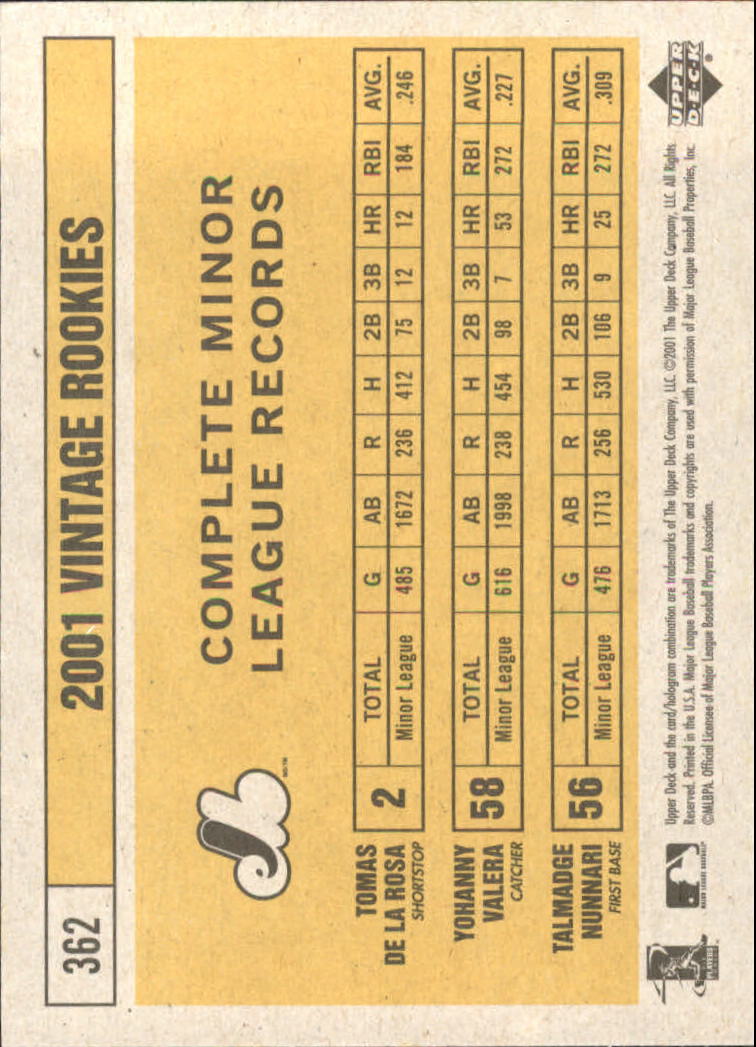 362 2001 VINTAGE ROOKIES
COMPLETE MINOR
LEAGUE RECORDS
TOMAS
DE LA ROSA
SHORTSTOP
2
TOTAL G AB R H 2B 3B HR RBI AVG.
Minor League 485 1672 236 412 75 12 12 184 .246
YOHANNY
VALERA
CATCHER
58
TOTAL G AB R H 2B 3B HR RBI AVG.
Minor League 616 1998 238 454 98 7 53 272 .227
TALMADGE
NUNNARI
FIRST BASE
56
TOTAL G AB R H 2B 3B HR RBI AVG.
Minor League 476 1713 256 530 106 9 25 272 .309
PLAYERS
MAJOR LEAGUE BASEBALL
Upper Deck and the card/hologram combination are trademarks of The Upper Deck Company, LLC. ©2001 The Upper Deck Company, LLC. All Rights
Reserved. Printed in the U.S.A. Major League Baseball trademarks and copyrights are used with permission of Major League Baseball Properties, Inc.
©MLBPA. Official Licensee of Major League Baseball Players Association.
UPPER
D·E·C·K
®